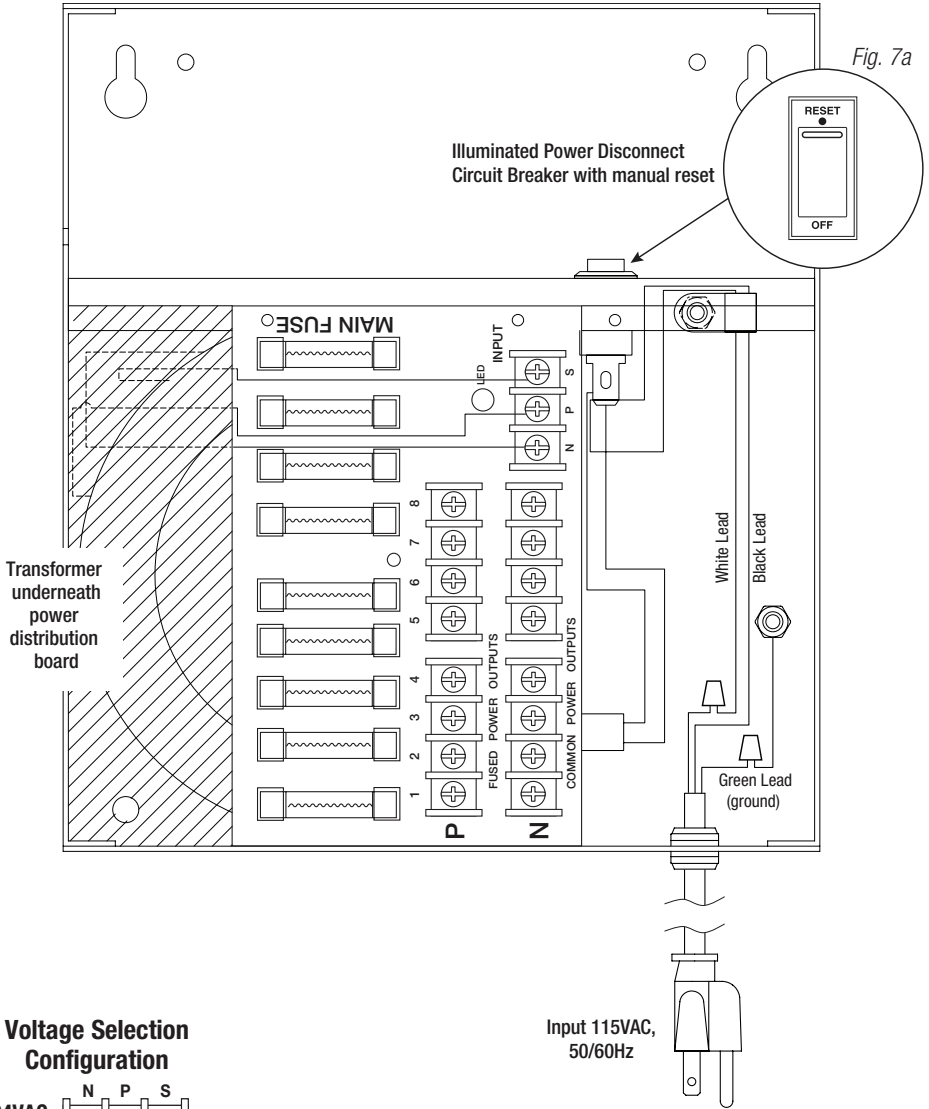 Fig. 7a
RESET
OFF
Illuminated Power Disconnect
Circuit Breaker with manual reset
MAIN FUSE
INPUT
LED
S
P
N
8
7
6
5
4
3
2
1
FUSED POWER OUTPUTS
COMMON POWER OUTPUTS
P
N
White Lead
Black Lead
Green Lead
(ground)
Transformer
underneath
power
distribution
board
Input 115VAC,
50/60Hz
Voltage Selection
Configuration
N P S